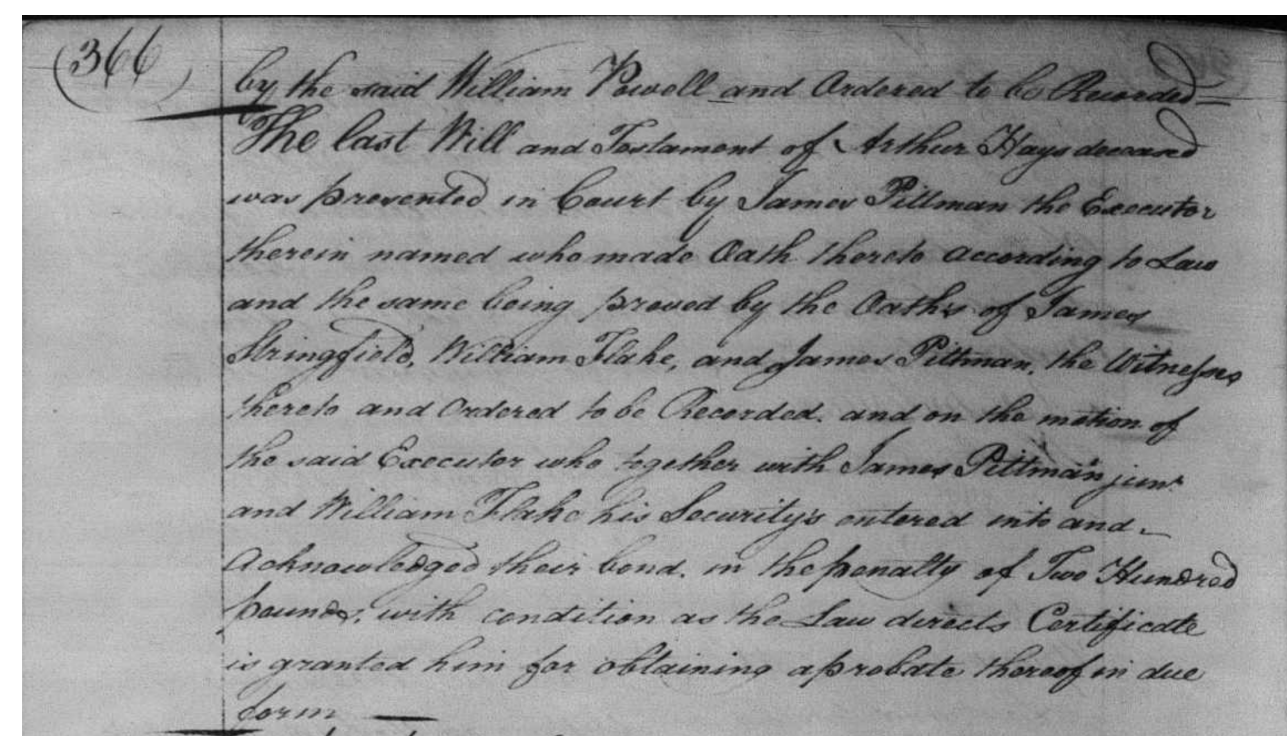 (366)
by the said William Powell and Ordered to be Recorded
The last Will and Testament of Arthur Hays deceased
was presented in Court by James Pittman the Executor
therein named who made Oath thereto according to Law
and the same being proved by the Oath's of James
Stringfield, William Flake, and James Pittman, the Witnesses
thereto and Ordered to be Recorded. and on the motion of
the said Executor who together with James Pittman junr
and William Flake his Security's entered into and
Acknowledged their bond. in the penalty of Two Hundred
pounds, with condition as the Law directs Certificate
is granted him for obtaining a probate thereof in due
form